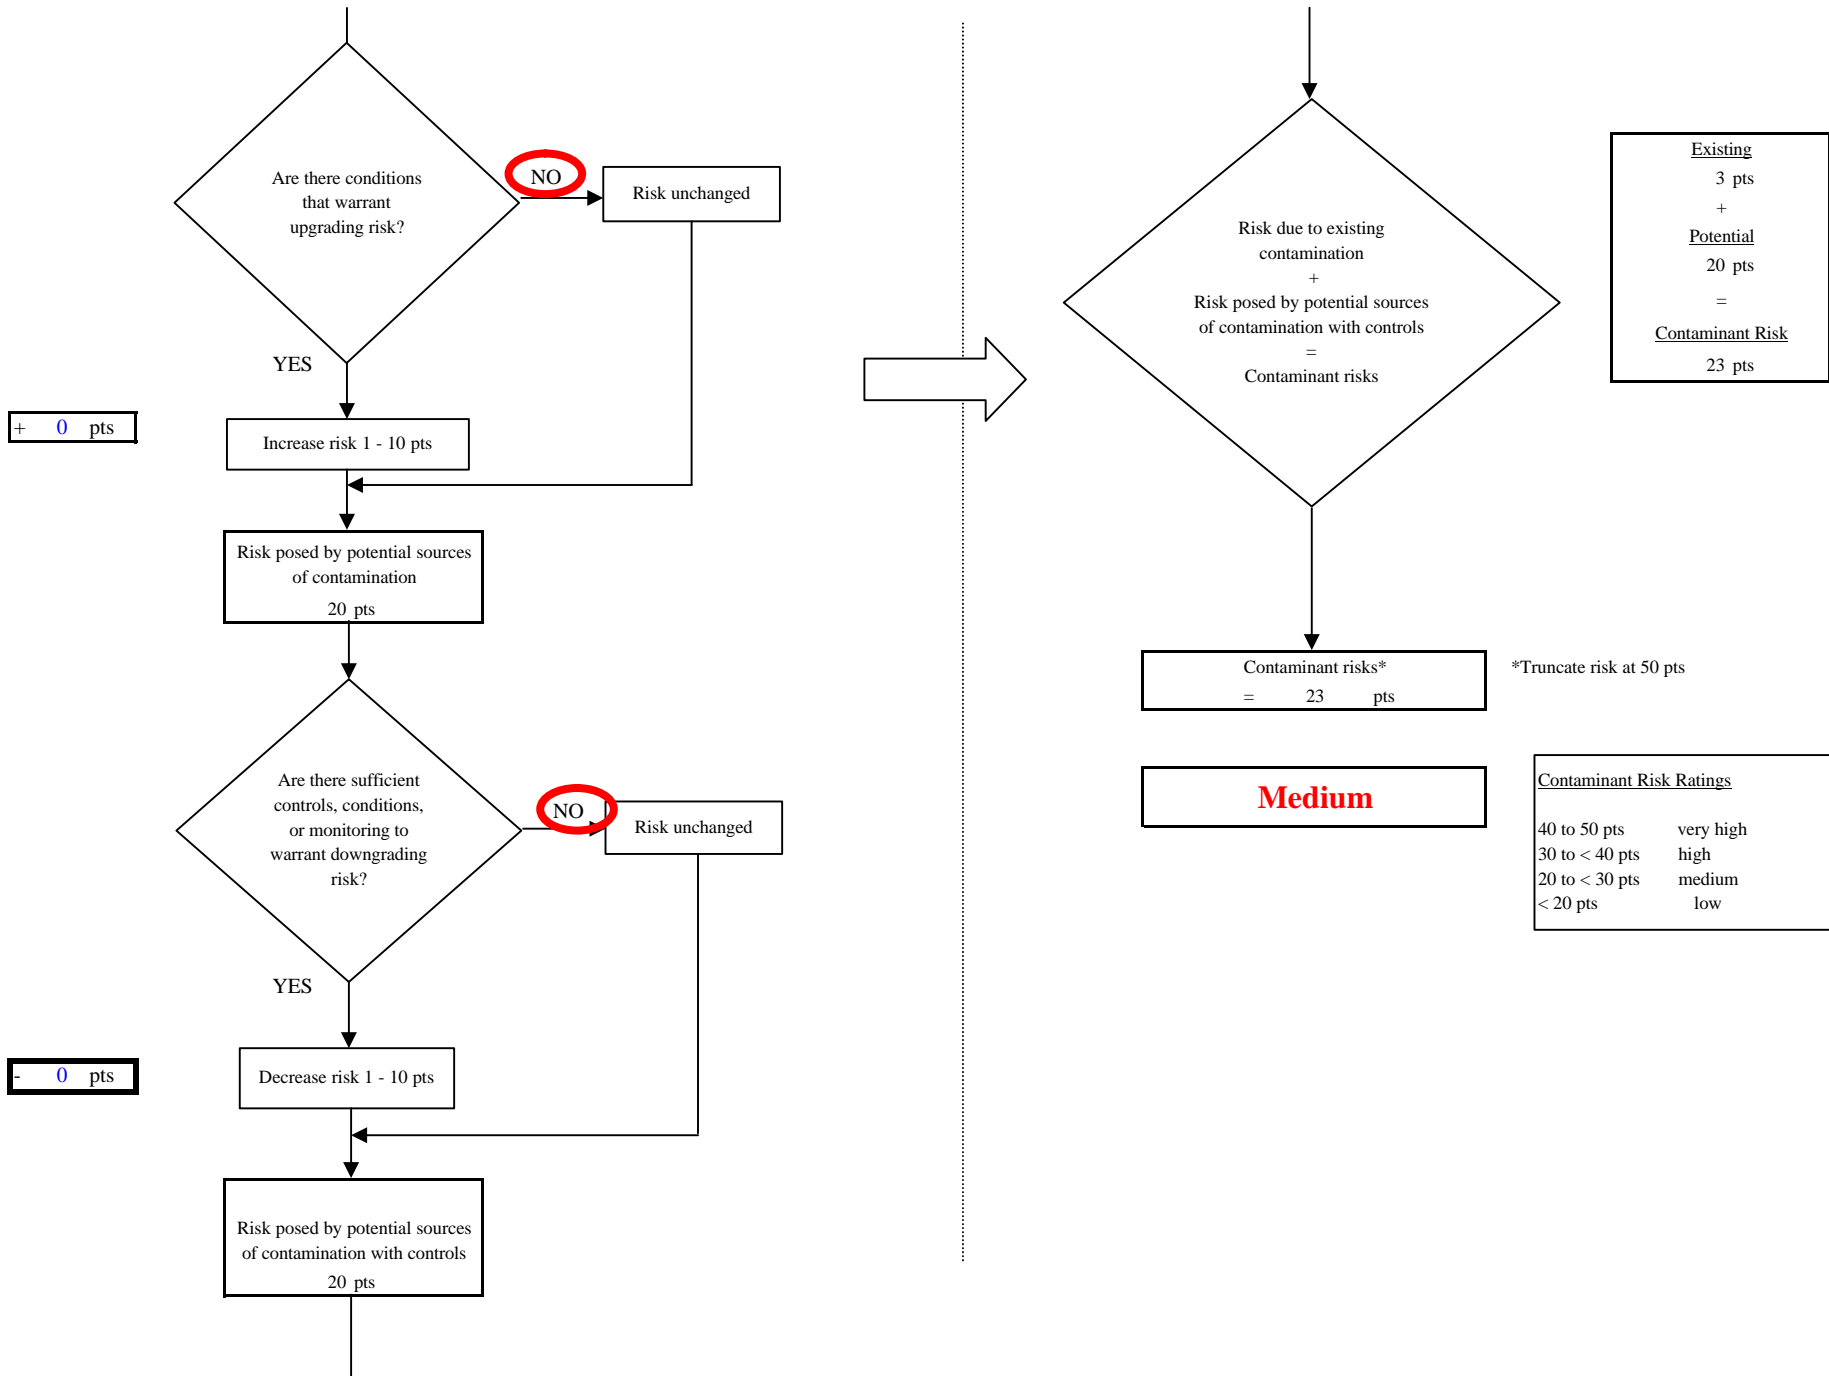 Are there conditions
that warrant
upgrading risk?
NO
Risk unchanged
YES
+ 0 pts
Increase risk 1 - 10 pts
Risk posed by potential sources
of contamination
20 pts
Are there sufficient
controls, conditions,
or monitoring to
warrant downgrading
risk?
NO
Risk unchanged
YES
- 0 pts
Decrease risk 1 - 10 pts
Risk posed by potential sources
of contamination with controls
20 pts
Risk due to existing
contamination
+
Risk posed by potential sources
of contamination with controls
=
Contaminant risks
Existing
3 pts
+
Potential
20 pts
=
Contaminant Risk
23 pts
Contaminant risks*
= 23 pts
*Truncate risk at 50 pts
Medium
Contaminant Risk Ratings
40 to 50 pts very high
30 to < 40 pts high
20 to < 30 pts medium
< 20 pts low